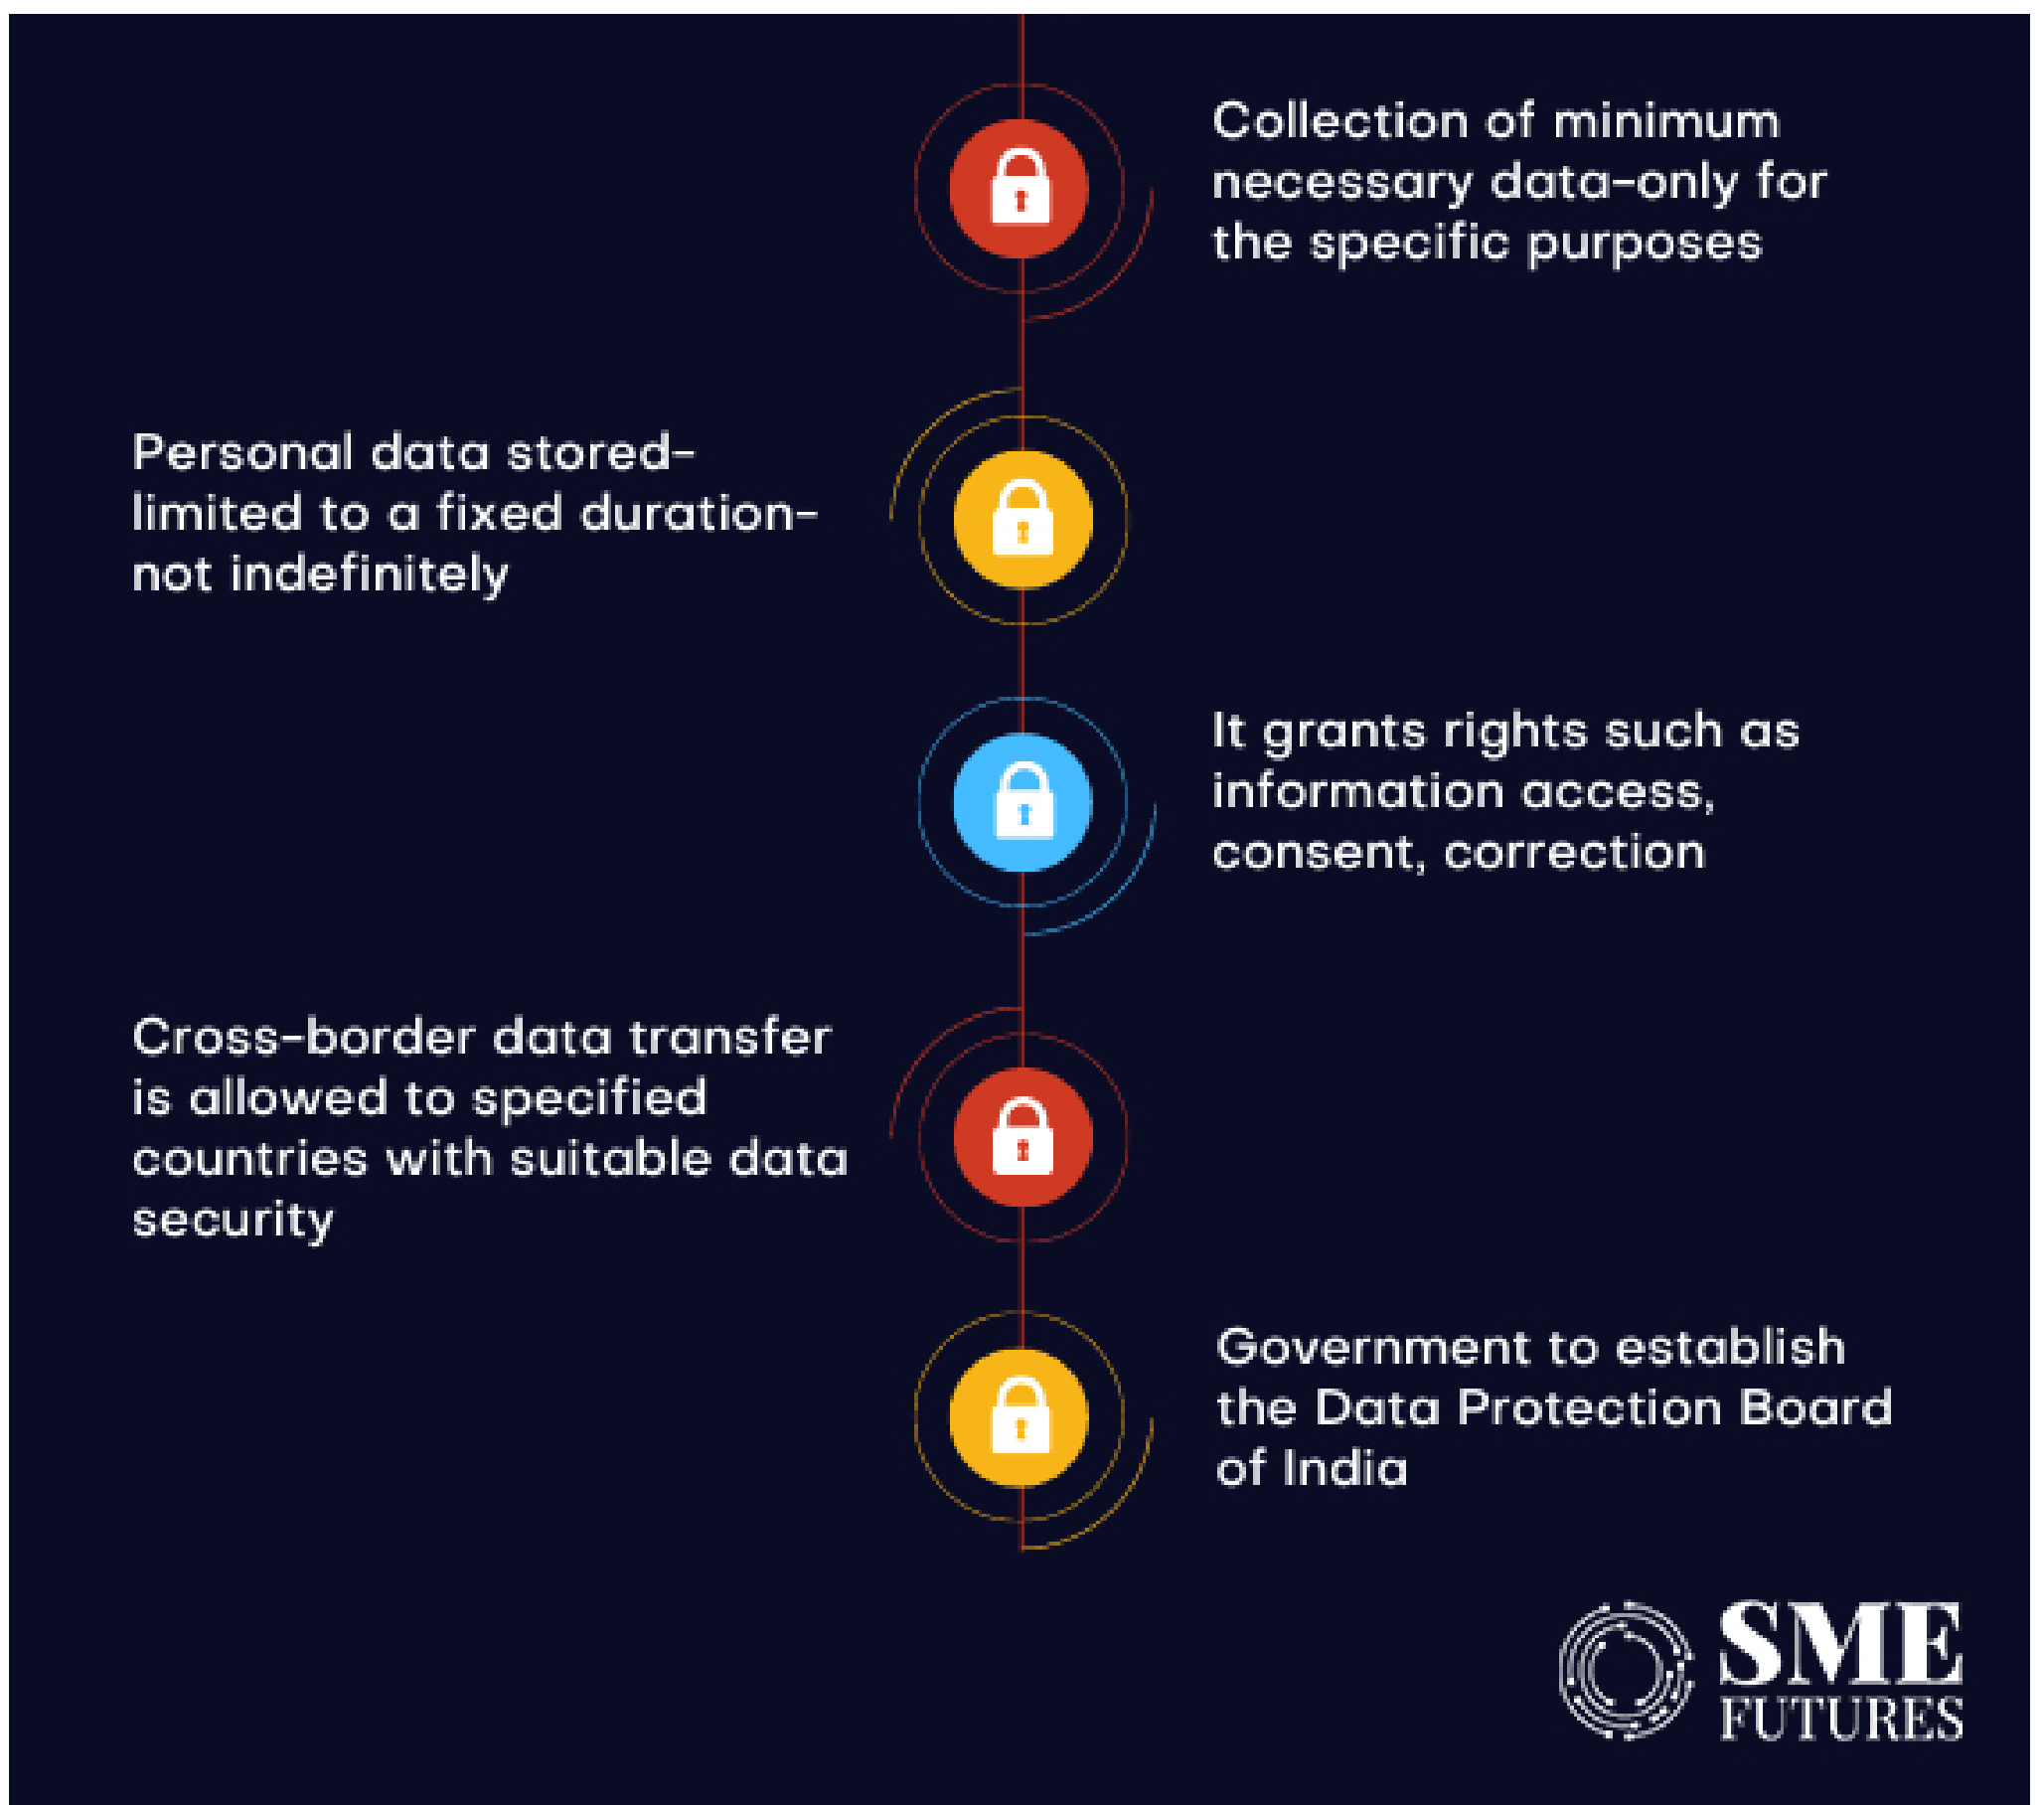 Collection of minimum
necessary data-only for
the specific purposes
Personal data stored-
limited to a fixed duration-
not indefinitely
It grants rights such as
information access,
consent, correction
Cross-border data transfer
is allowed to specified
countries with suitable data
security
Government to establish
the Data Protection Board
of India
SME
FUTURES